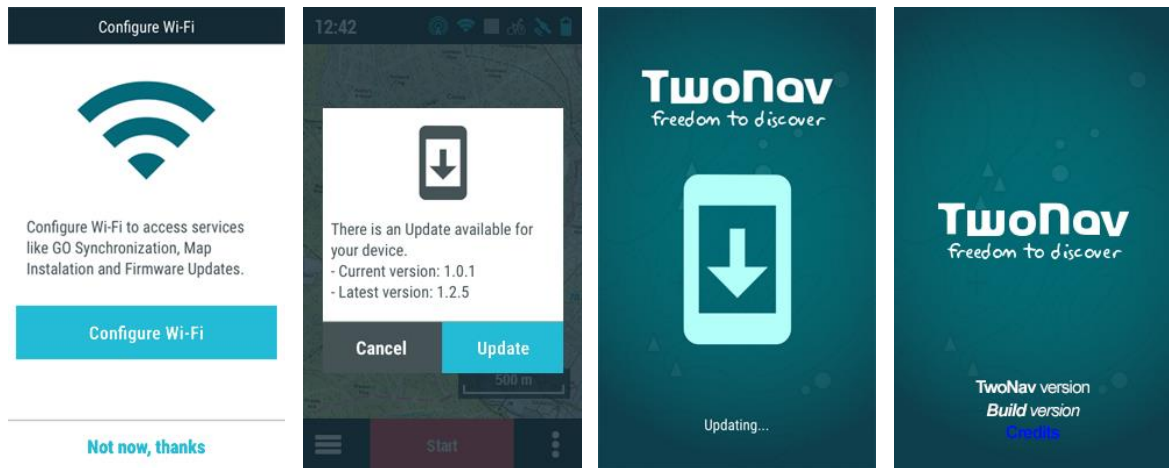 Configure Wi-Fi
Configure Wi-Fi to access services
like GO Synchronization, Map
Instalation and Firmware Updates.
Configure Wi-Fi
Not now, thanks
12:42
There is an Update available for
your device.
- Current version: 1.0.1
- Latest version: 1.2.5
Cancel
Update
500 m
Start
TwoNav
freedom to discover
Updating...
TwoNav
freedom to discover
TwoNav version
Build version
Credits